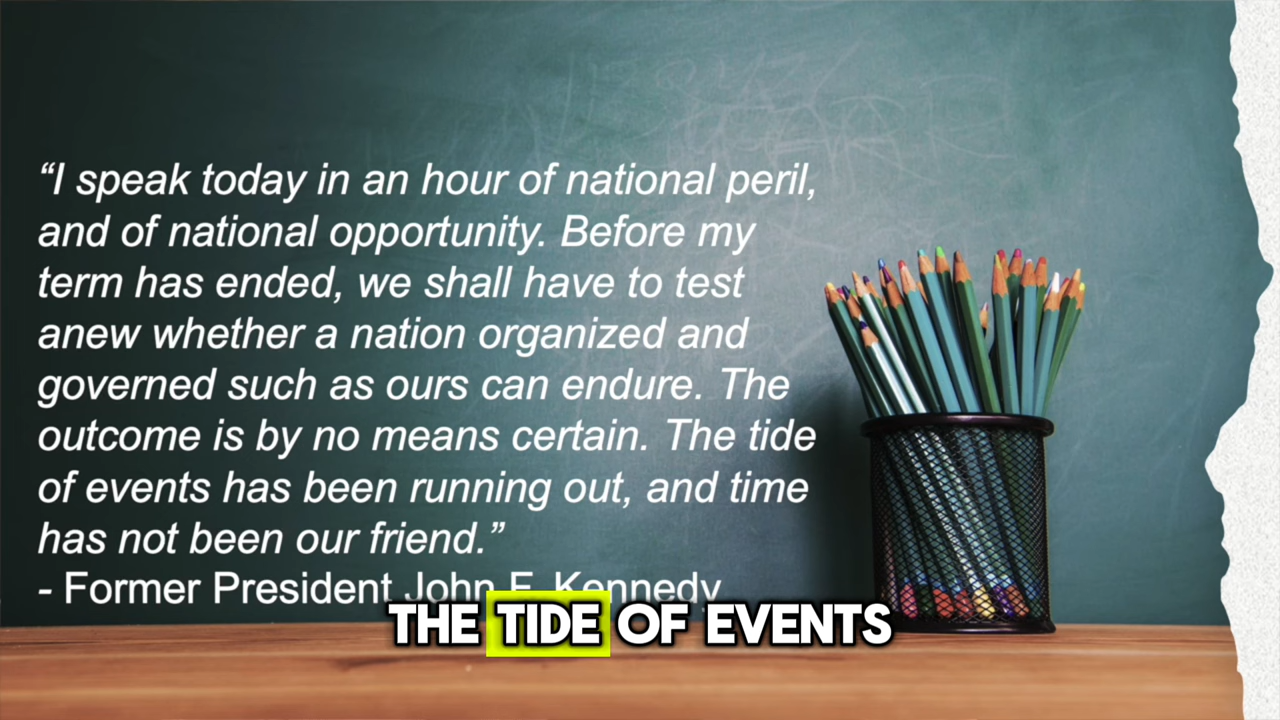 “I speak today in an hour of national peril,
and of national opportunity. Before my
term has ended, we shall have to test
anew whether a nation organized and
governed such as ours can endure. The
outcome is by no means certain. The tide
of events has been running out, and time
has not been our friend.”
- Former President John F. Kennedy
THE TIDE OF EVENTS